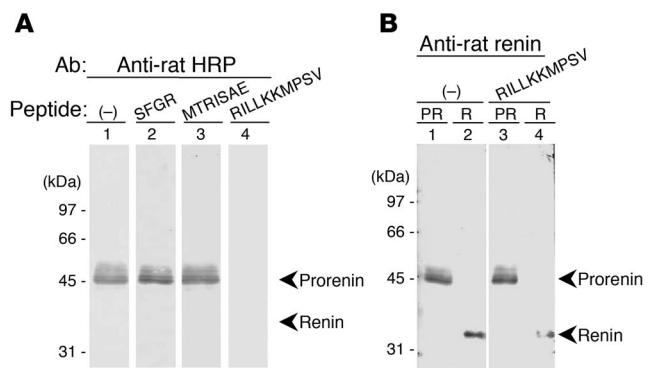 A
Ab: Anti-rat HRP
Peptide: (–) SFGR MTRISAE RILLKKMPSV
1 2 3 4
(kDa)
97 -
66 -
45 -
31 -
Prorenin
Renin
B
Anti-rat renin
(–) RILLKKMPSV
PR R PR R
1 2 3 4
(kDa)
97 -
66 -
45 -
31 -
Prorenin
Renin